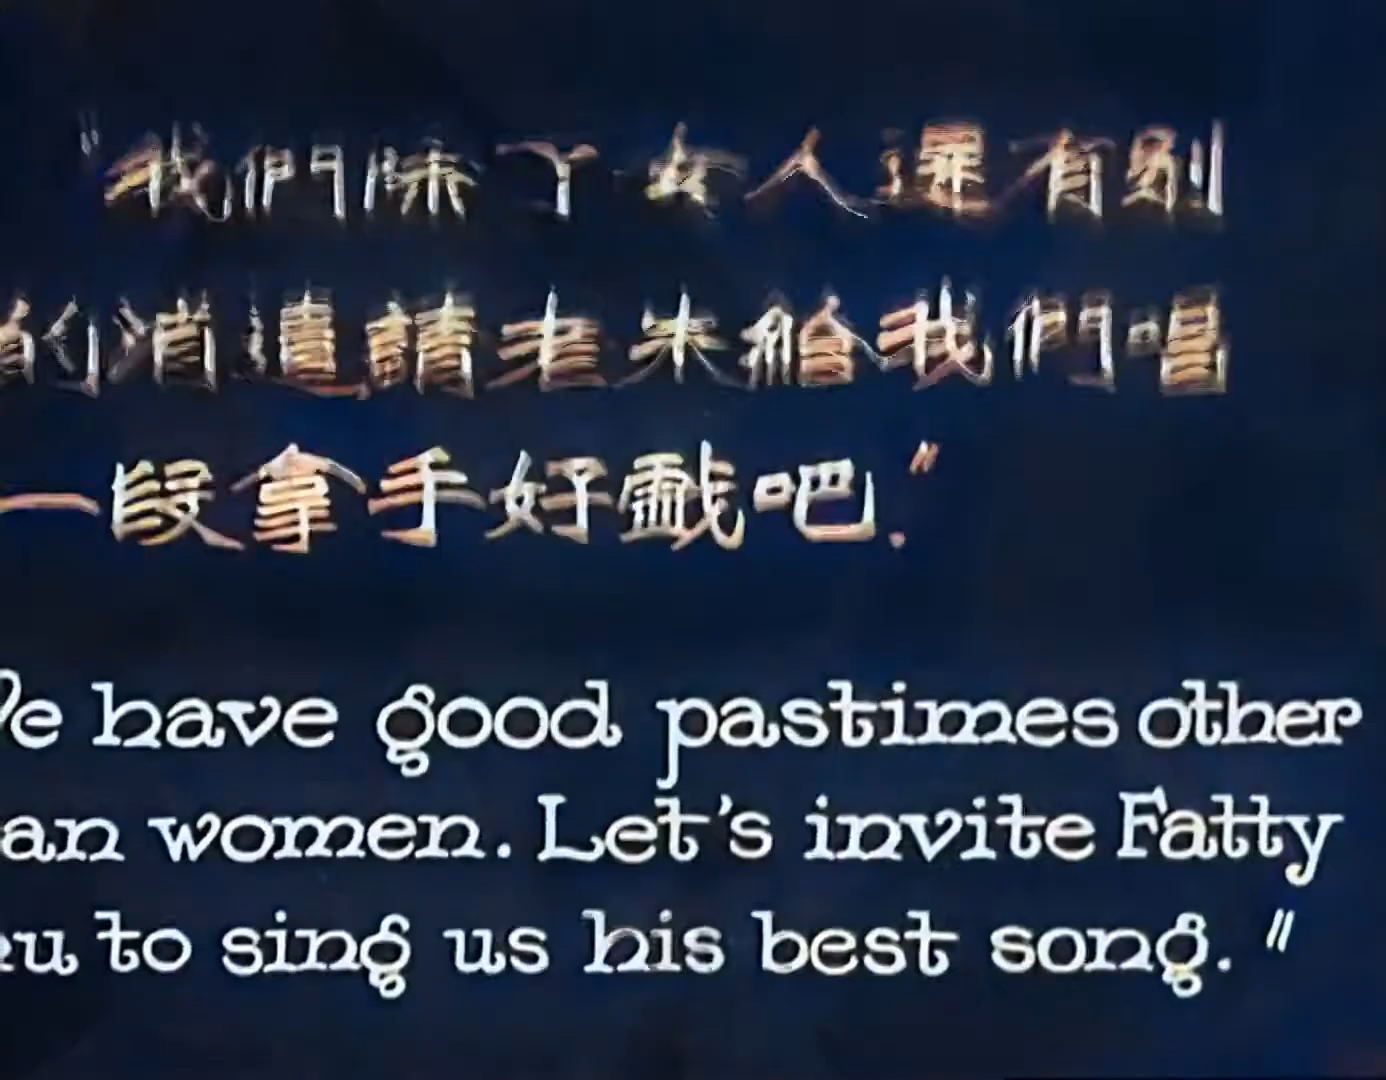 "我們除了女人還有别
的消遣請老朱給我們唱
一段拿手好戲吧."
We have good pastimes other
an women. Let's invite Fatty
u to sing us his best song."